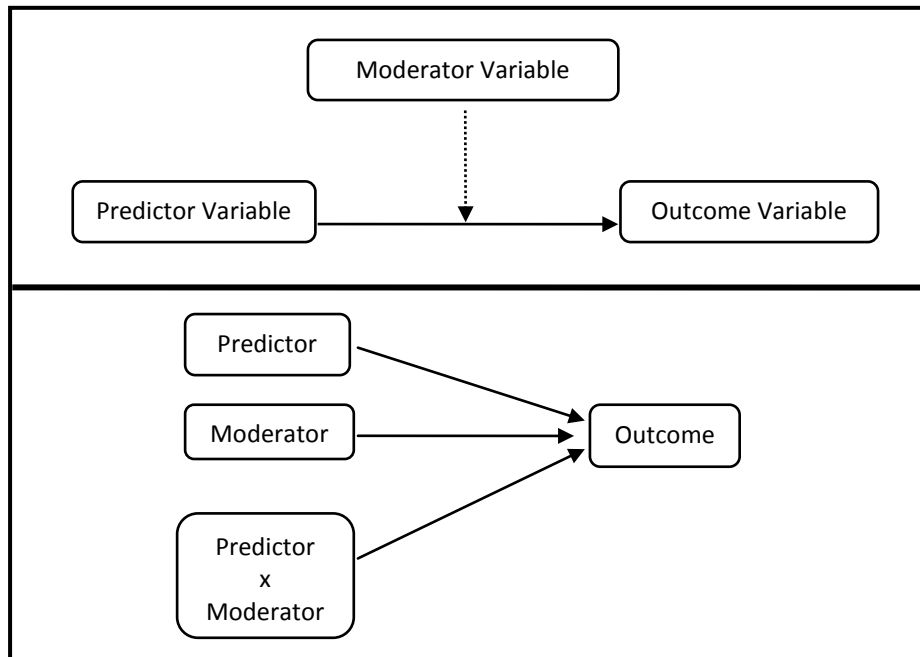 Moderator Variable
Predictor Variable
Outcome Variable
Predictor
Moderator
Outcome
Predictor
x
Moderator